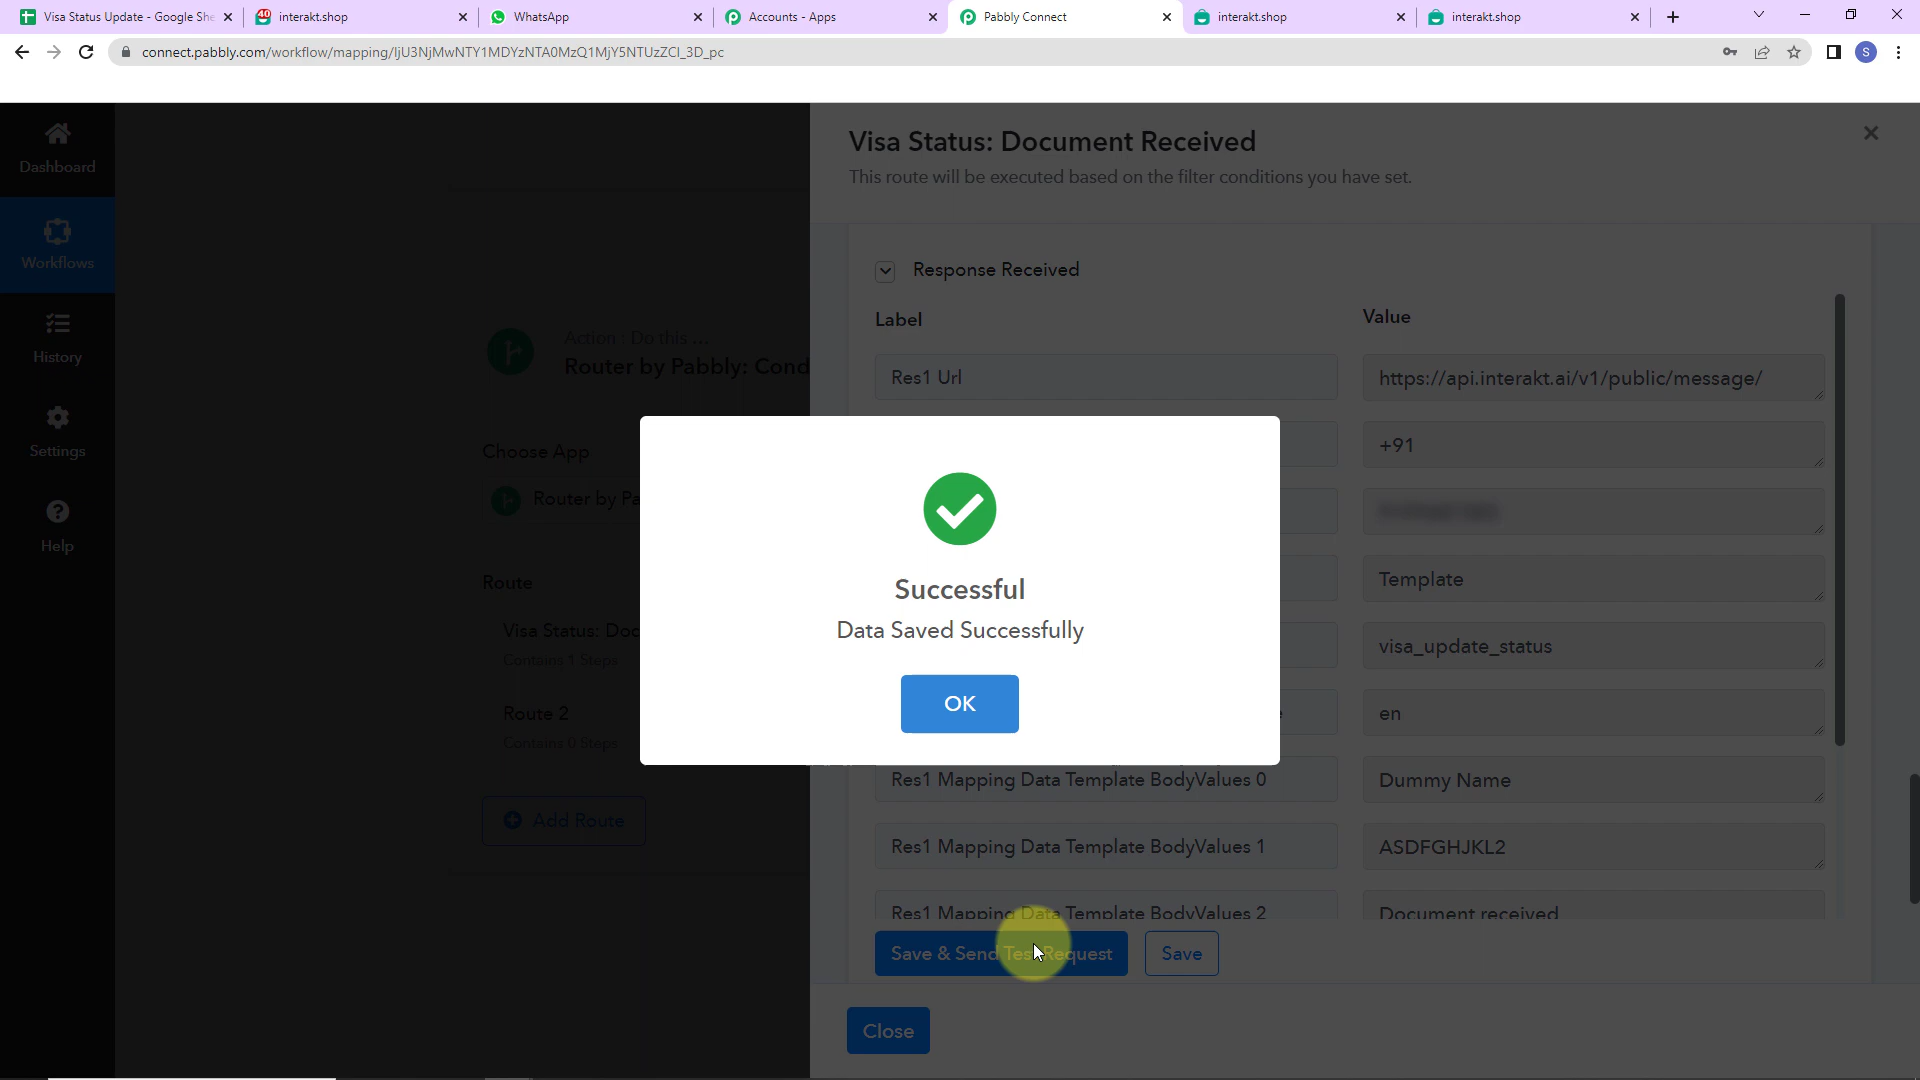 Visa Status Update - Google She
interakt.shop
WhatsApp
Accounts - Apps
Pabbly Connect
interakt.shop
interakt.shop
connect.pabbly.com/workflow/mapping/IjU3NjMwNTY1MDYzNTA0MzQ1MjY5NTUzZCI_3D_pc
S
Dashboard
Workflows
History
Settings
Help
Visa Status: Document Received
This route will be executed based on the filter conditions you have set.
Response Received
Label
Value
Res1 Url
https://api.interakt.ai/v1/public/message/
+91
Template
visa_update_status
en
Res1 Mapping Data Template BodyValues 0
Dummy Name
Res1 Mapping Data Template BodyValues 1
ASDFGHJKL2
Res1 Mapping Data Template BodyValues 2
Document received
Save & Send Test Request
Save
Close
Action : Do this ...
Router by Pabbly: Cond
Choose App
Router by Pa
Route
Visa Status: Doc
Contains 1 Steps
Route 2
Contains 0 Steps
Add Route
Successful
Data Saved Successfully
OK